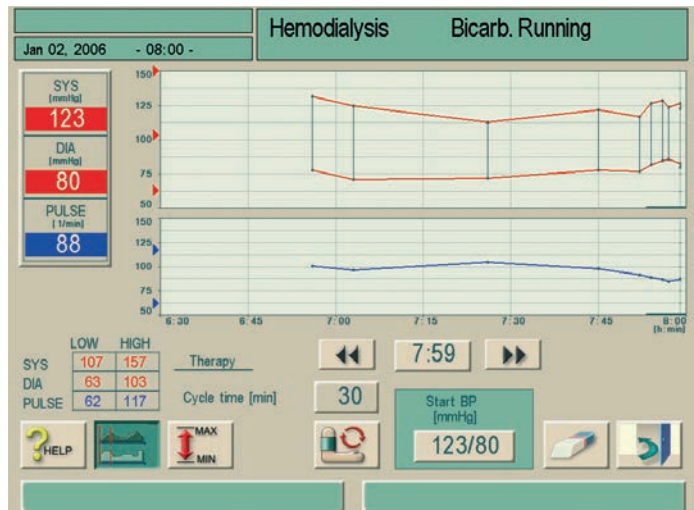 Hemodialysis Bicarb. Running
Jan 02, 2006 - 08:00 -
SYS
[mmHg]
123
DIA
[mmHg]
80
PULSE
[1/min]
88
150
125
100
75
50
150
125
100
75
50
6:30 6:45 7:00 7:15 7:30 7:45 8:00
[h:min]
LOW HIGH
SYS 107 157
DIA 63 103
PULSE 62 117
Therapy
7:59
Cycle time [min] 30
Start BP
[mmHg]
123/80
?HELP
MAX
MIN